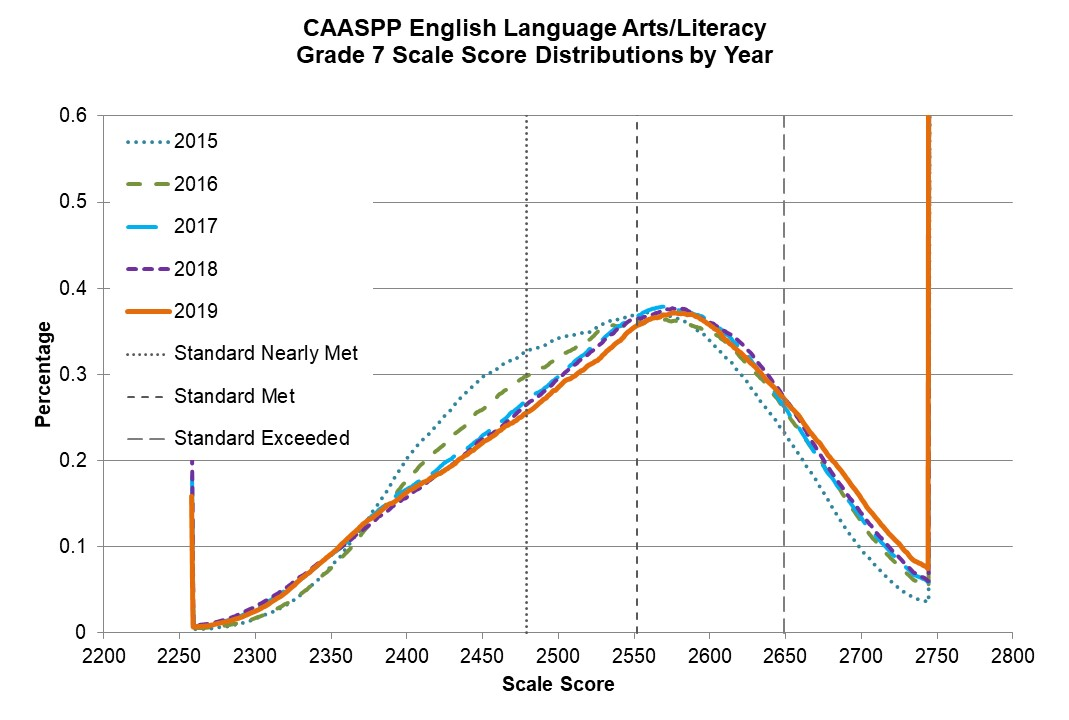 CAASPP English Language Arts/Literacy
Grade 7 Scale Score Distributions by Year
0.6
0.5
0.4
0.3
0.2
0.1
0
Percentage
2015
2016
2017
2018
2019
Standard Nearly Met
Standard Met
Standard Exceeded
2200 2250 2300 2350 2400 2450 2500 2550 2600 2650 2700 2750 2800
Scale Score